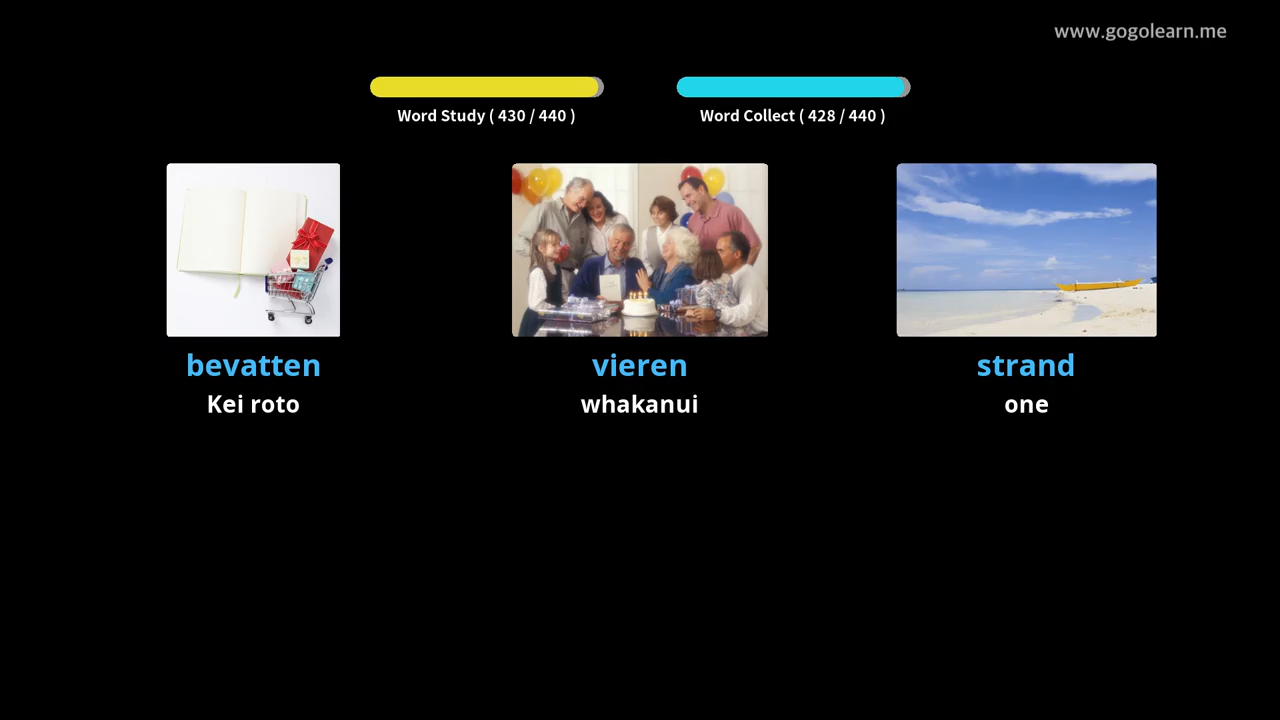 www.gogolearn.me
Word Study ( 430 / 440 )
Word Collect ( 428 / 440 )
bevatten
Kei roto
vieren
whakanui
strand
one